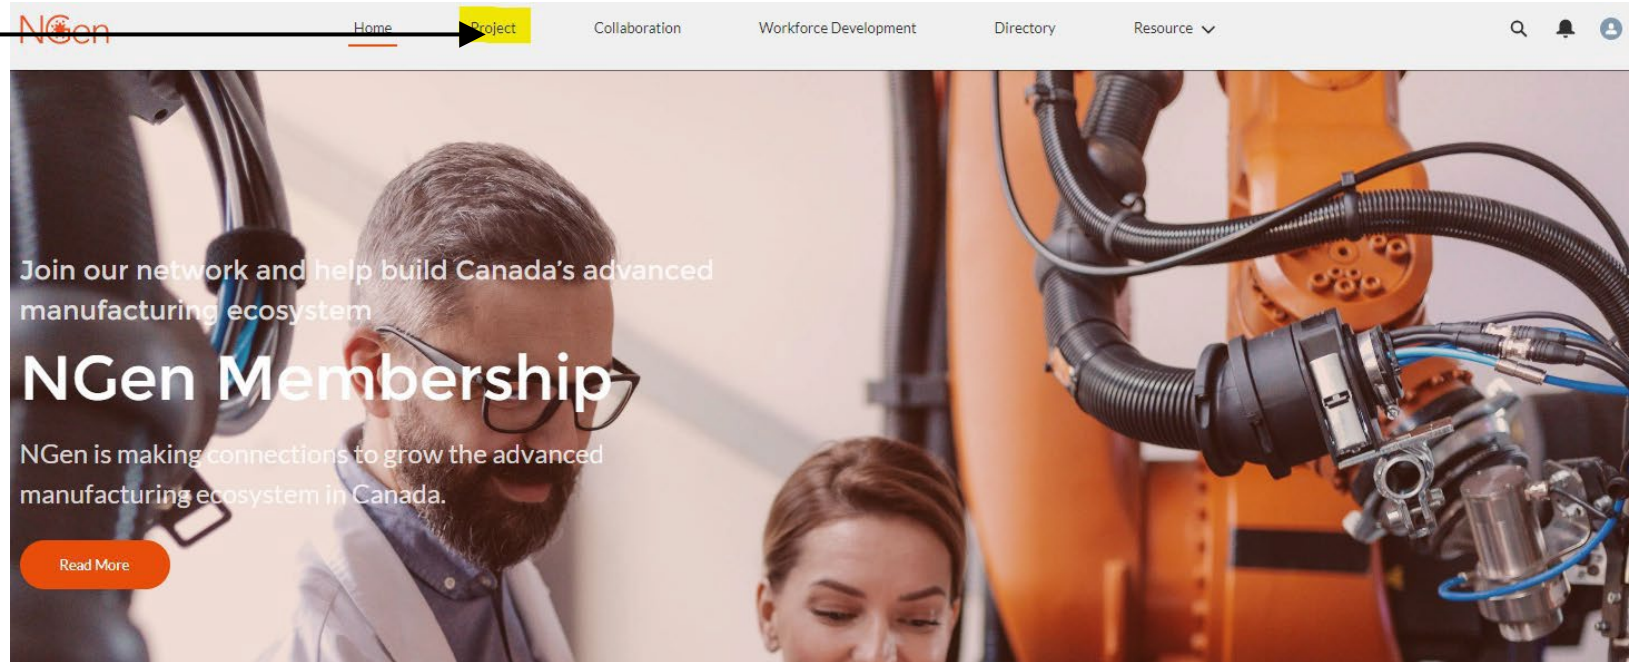 NGen
Home Project Collaboration Workforce Development Directory Resource
Join our network and help build Canada's advanced
manufacturing ecosystem
NGen Membership
NGen is making connections to grow the advanced
manufacturing ecosystem in Canada.
Read More